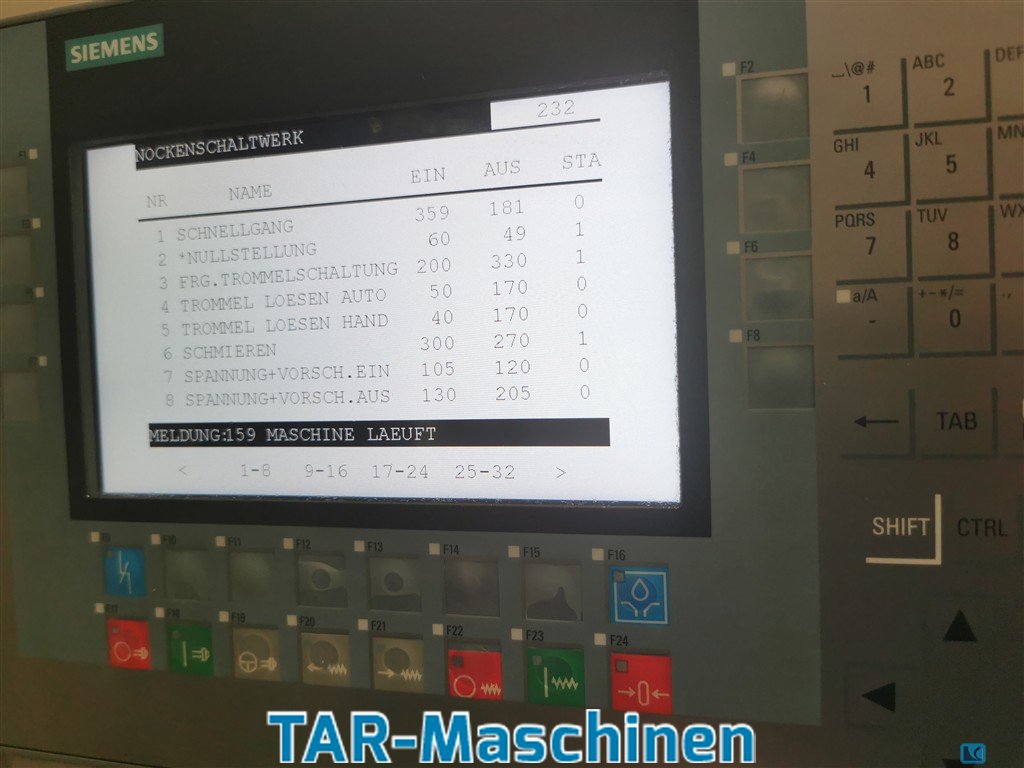 SIEMENS
232
NOCKENSCHALTWERK
NR NAME EIN AUS STA
1 SCHNELLGANG 359 181 0
2 *NULLSTELLUNG 60 49 1
3 FRG.TROMMELSCHALTUNG 200 330 1
4 TROMMEL LOESEN AUTO 50 170 0
5 TROMMEL LOESEN HAND 40 170 0
6 SCHMIEREN 300 270 1
7 SPANNUNG+VORSCH.EIN 105 120 0
8 SPANNUNG+VORSCH.AUS 130 205 0
MELDUNG:159 MASCHINE LAEUFT
< 1-8 9-16 17-24 25-32 >
F2
F4
F6
F8
⎵\@# ABC DEF
1 2
GHI JKL MN
4 5
PQRS TUV WX
7 8
a/A +-*/= .,
- 0
← TAB
SHIFT CTRL
F9 F10 F11 F12 F13 F14 F15 F16
F17 F18 F19 F20 F21 F22 F23 F24
→0←
TAR-Maschinen